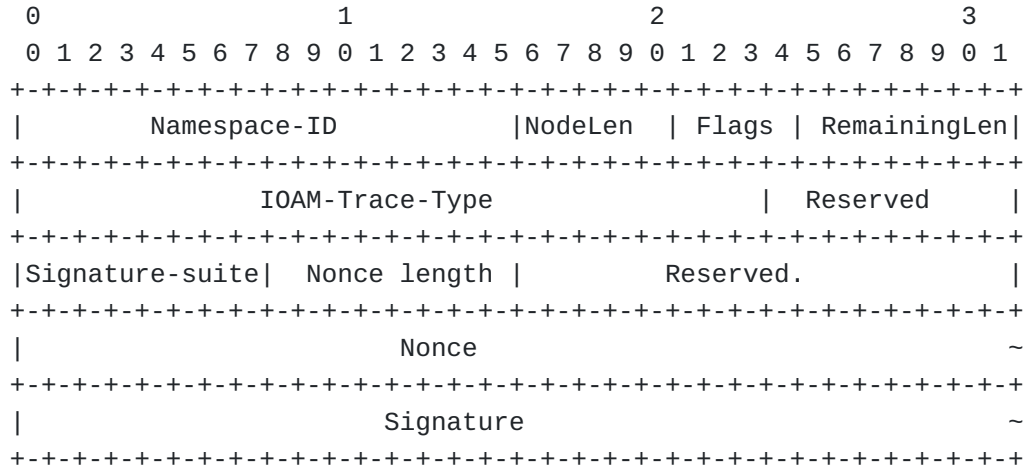 0                   1                   2                   3
 0 1 2 3 4 5 6 7 8 9 0 1 2 3 4 5 6 7 8 9 0 1 2 3 4 5 6 7 8 9 0 1
+-+-+-+-+-+-+-+-+-+-+-+-+-+-+-+-+-+-+-+-+-+-+-+-+-+-+-+-+-+-+-+-+
|        Namespace-ID           |NodeLen  | Flags | RemainingLen|
+-+-+-+-+-+-+-+-+-+-+-+-+-+-+-+-+-+-+-+-+-+-+-+-+-+-+-+-+-+-+-+-+
|               IOAM-Trace-Type                 |  Reserved     |
+-+-+-+-+-+-+-+-+-+-+-+-+-+-+-+-+-+-+-+-+-+-+-+-+-+-+-+-+-+-+-+-+
|Signature-suite|  Nonce length |         Reserved.             |
+-+-+-+-+-+-+-+-+-+-+-+-+-+-+-+-+-+-+-+-+-+-+-+-+-+-+-+-+-+-+-+-+
|                        Nonce                                  ~
+-+-+-+-+-+-+-+-+-+-+-+-+-+-+-+-+-+-+-+-+-+-+-+-+-+-+-+-+-+-+-+-+
|                       Signature                               ~
+-+-+-+-+-+-+-+-+-+-+-+-+-+-+-+-+-+-+-+-+-+-+-+-+-+-+-+-+-+-+-+-+